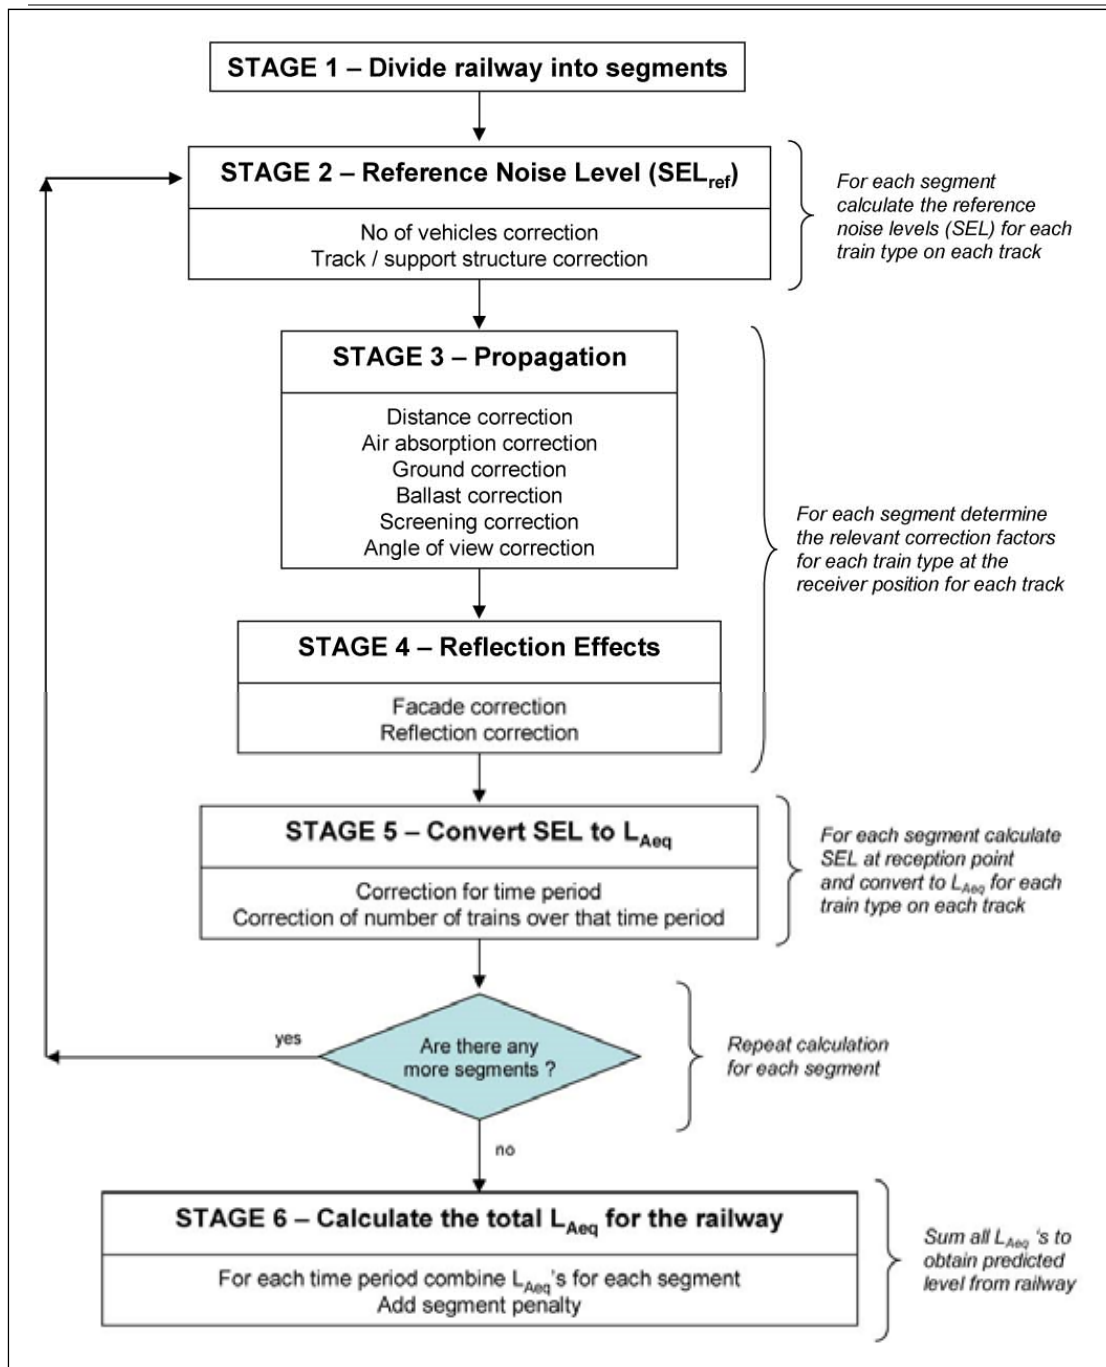 STAGE 1 – Divide railway into segments
STAGE 2 – Reference Noise Level (SELref)
No of vehicles correction
Track / support structure correction
For each segment
calculate the reference
noise levels (SEL) for each
train type on each track
STAGE 3 – Propagation
Distance correction
Air absorption correction
Ground correction
Ballast correction
Screening correction
Angle of view correction
For each segment determine
the relevant correction factors
for each train type at the
receiver position for each track
STAGE 4 – Reflection Effects
Facade correction
Reflection correction
STAGE 5 – Convert SEL to LAeq
Correction for time period
Correction of number of trains over that time period
For each segment calculate
SEL at reception point
and convert to LAeq for each
train type on each track
yes
Are there any
more segments ?
Repeat calculation
for each segment
no
STAGE 6 – Calculate the total LAeq for the railway
For each time period combine LAeq's for each segment
Add segment penalty
Sum all LAeq 's to
obtain predicted
level from railway